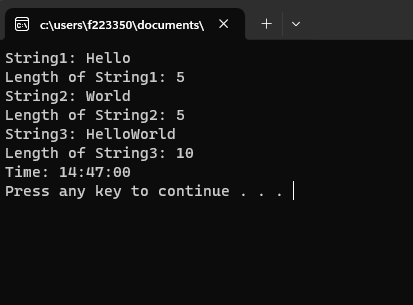 c:\users\f223350\documents\
String1: Hello
Length of String1: 5
String2: World
Length of String2: 5
String3: HelloWorld
Length of String3: 10
Time: 14:47:00
Press any key to continue . . .